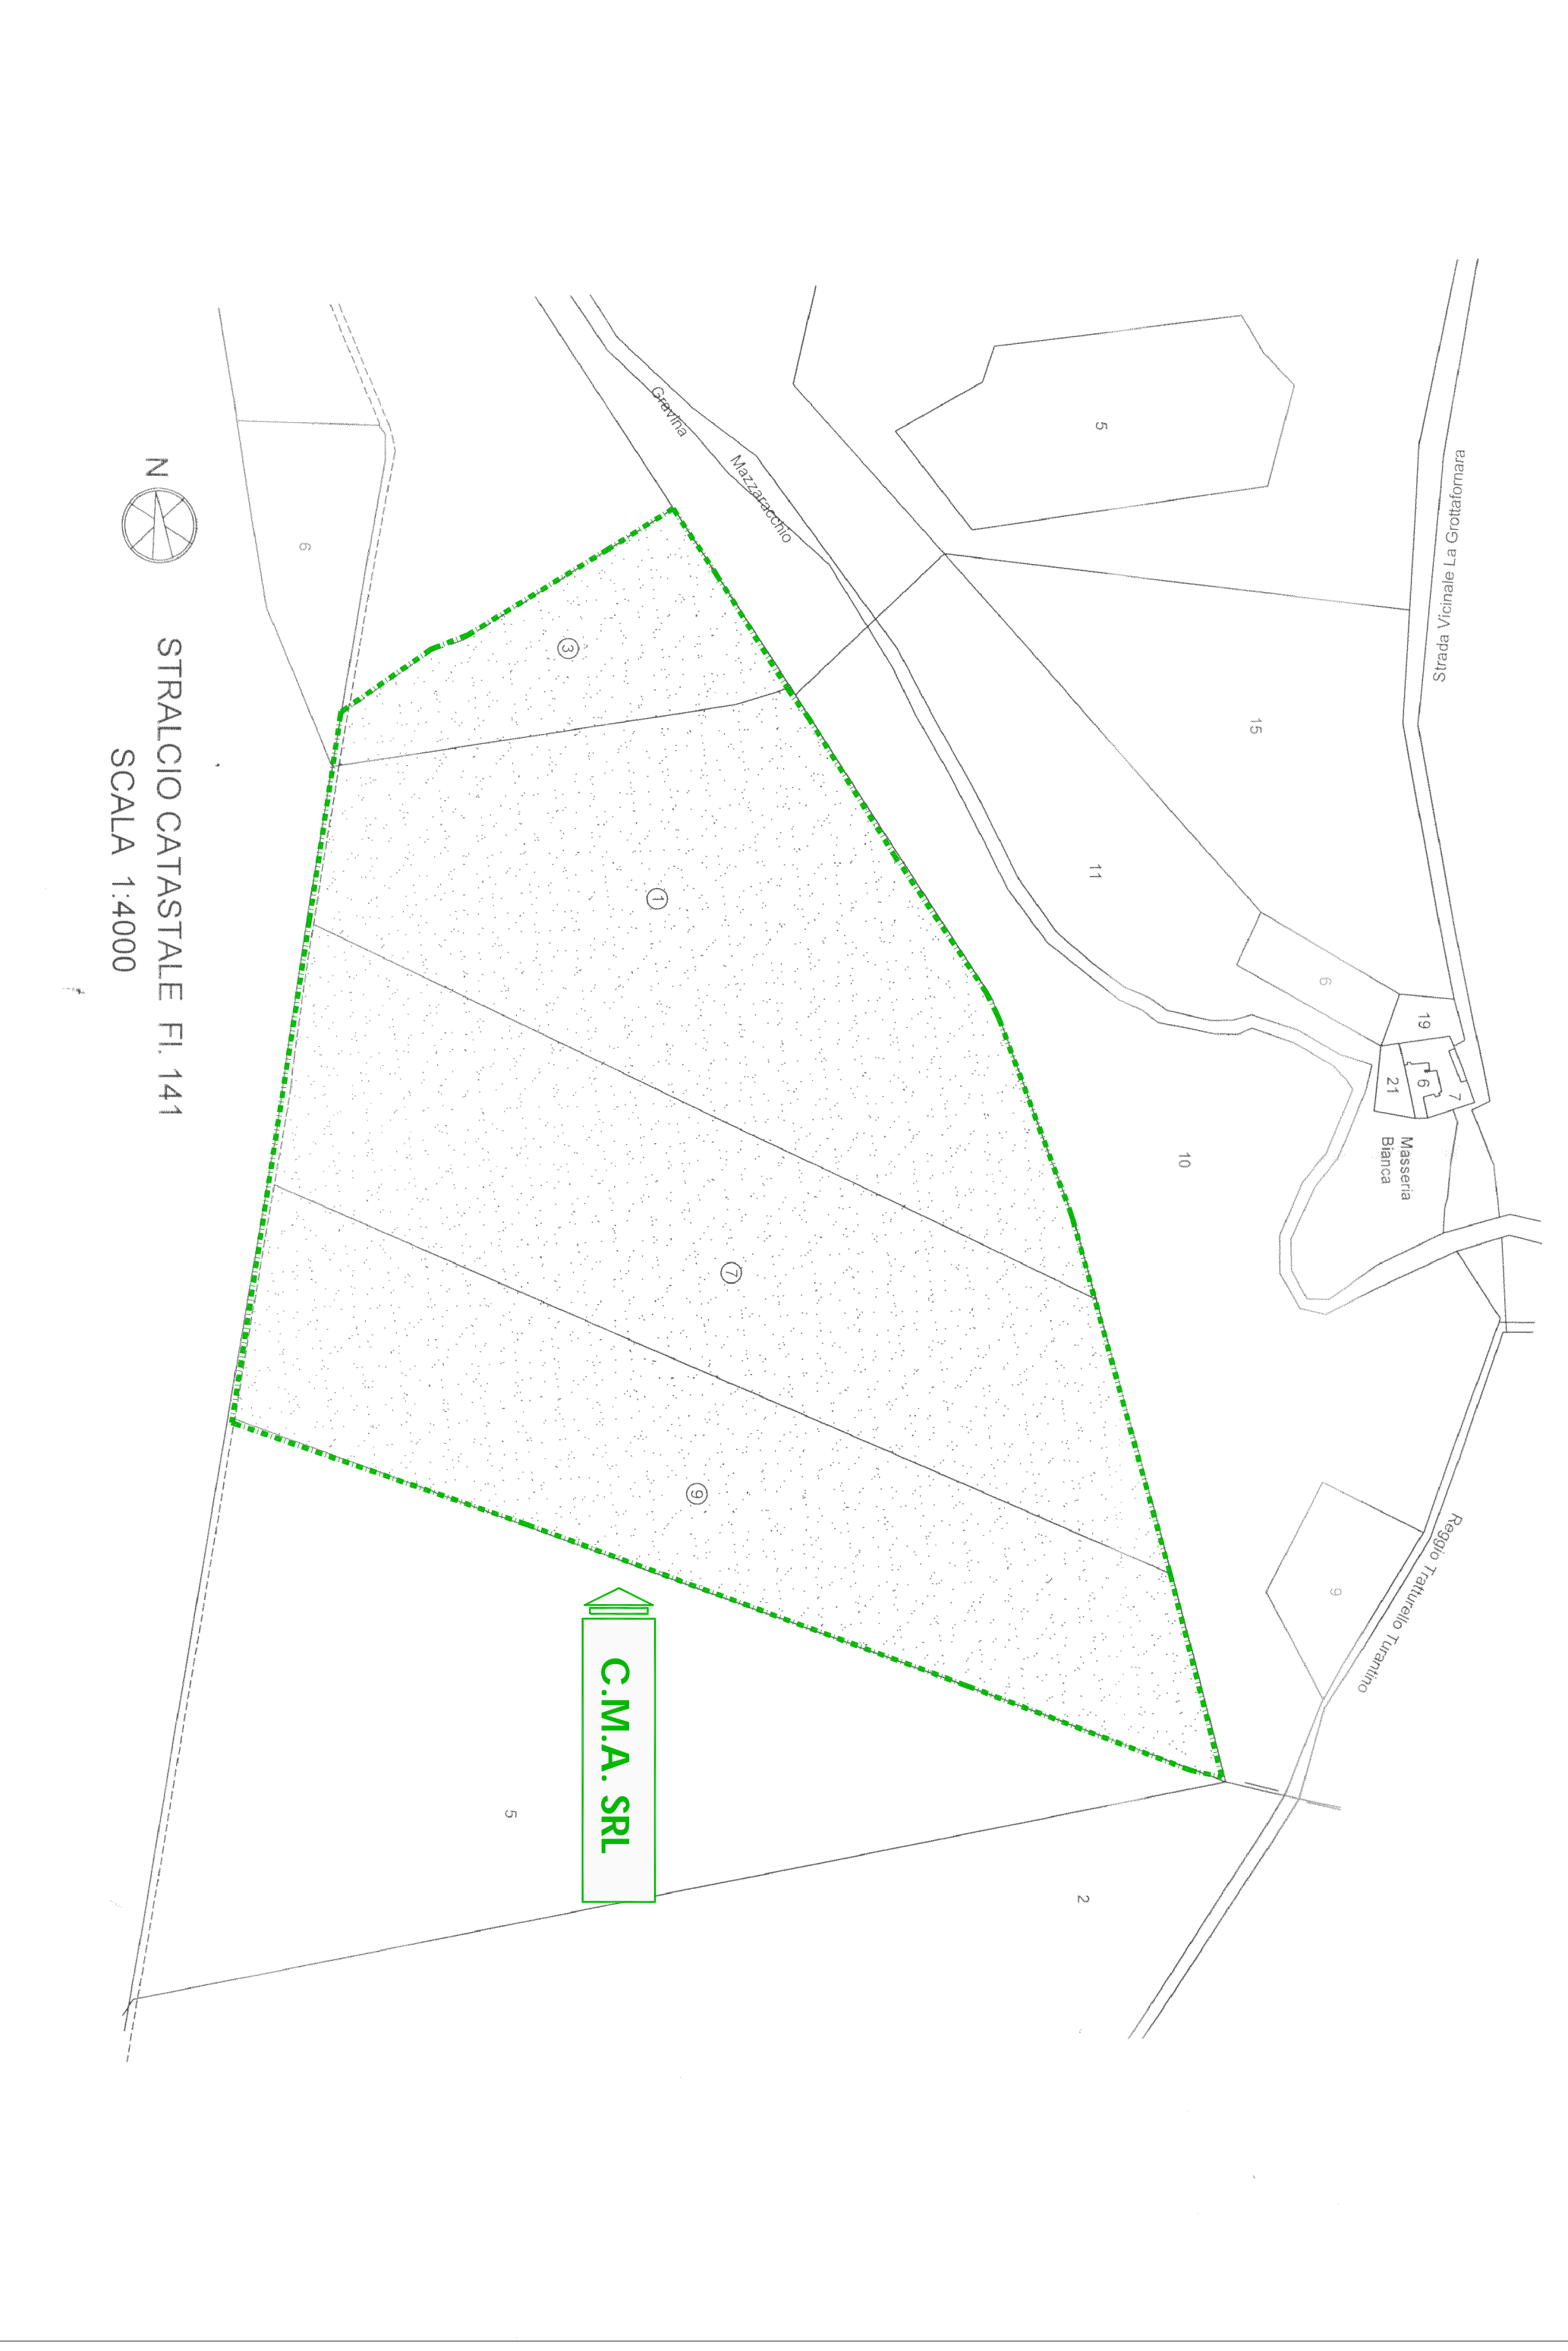 Strada Vicinale La Grottafornara
7
Reggio Tratturello Turantino
19
6
21
Masseria
Bianca
9
6
15
10
5
11
2
Mazzaracchio
Gravina
7
9
1
C.M.A. SRL
3
5
6
N
STRALCIO CATASTALE Fl. 141
SCALA 1:4000